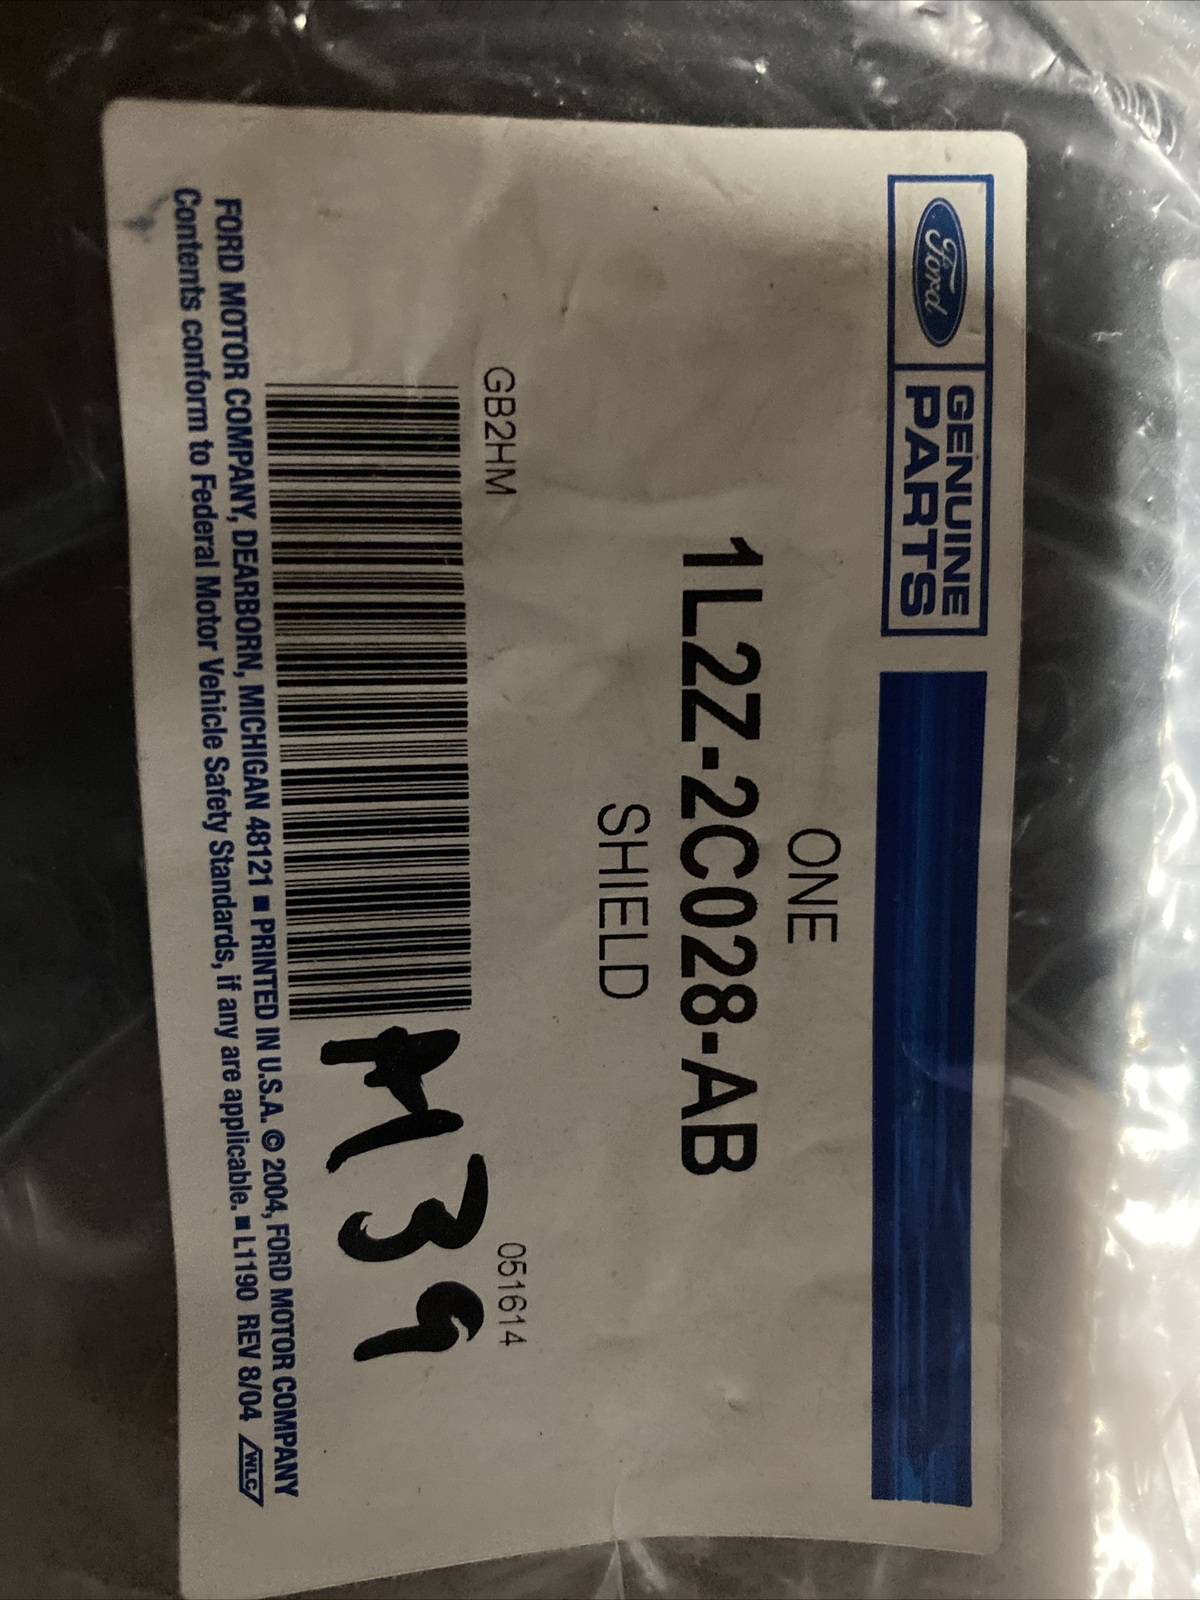 Ford
GENUINE
PARTS
ONE
1L2Z-2C028-AB
SHIELD
GB2HM
051614
M39
FORD MOTOR COMPANY, DEARBORN, MICHIGAN 48121 ■ PRINTED IN U.S.A. © 2004, FORD MOTOR COMPANY
Contents conform to Federal Motor Vehicle Safety Standards, if any are applicable. ■ L1190 REV 8/04 WLC